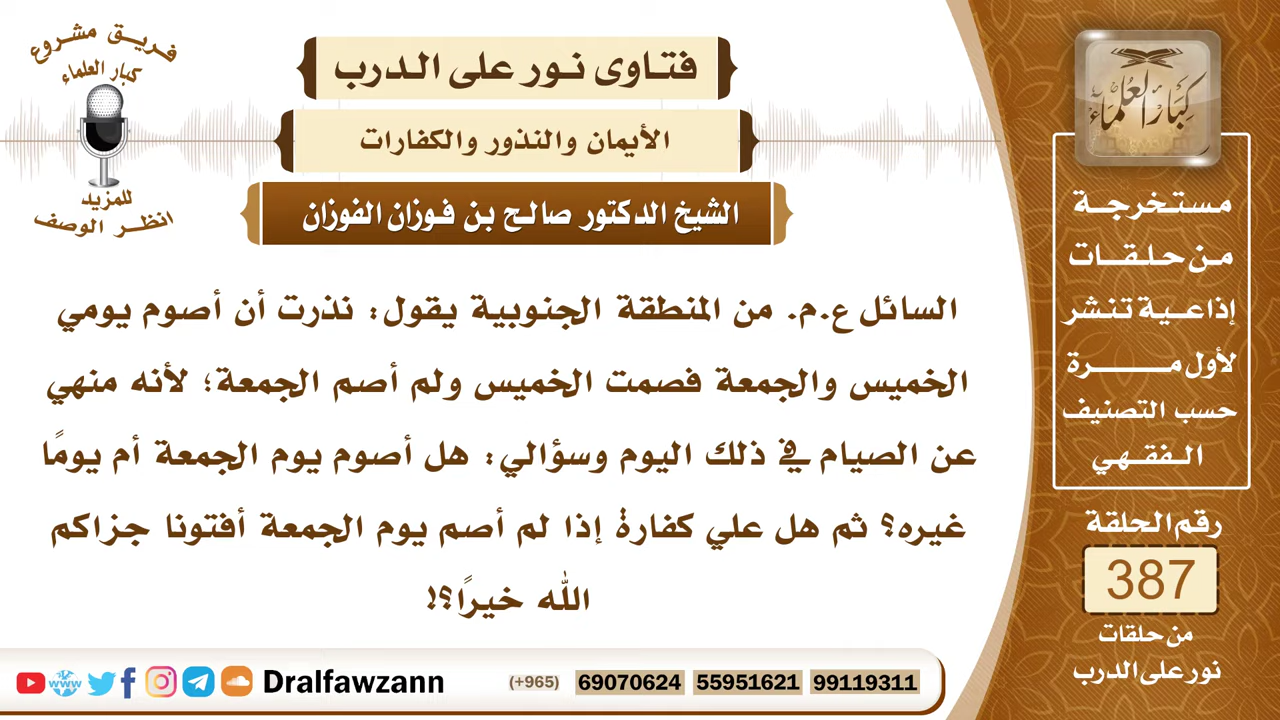 فريق مشروع
كبار العلماء
للمزيد
انظر الوصف
فتاوى نور على الدرب
الأيمان والنذور والكفارات
الشيخ الدكتور صالح بن فوزان الفوزان
السائل ع.م. من المنطقة الجنوبية يقول: نذرت أن أصوم يومي
الخميس والجمعة فصمت الخميس ولم أصم الجمعة؛ لأنه منهي
عن الصيام في ذلك اليوم وسؤالي: هل أصوم يوم الجمعة أم يومًا
غيره؟ ثم هل علي كفارة إذا لم أصم يوم الجمعة أفتونا جزاكم
الله خيرًا؟!
كبار العلماء
مستخرجة
من حلقات
إذاعية تنشر
لأول مرة
حسب التصنيف
الفقهي
رقم الحلقة
387
من حلقات
نور على الدرب
www
Dralfawzann
(+965) 69070624 55951621 99119311